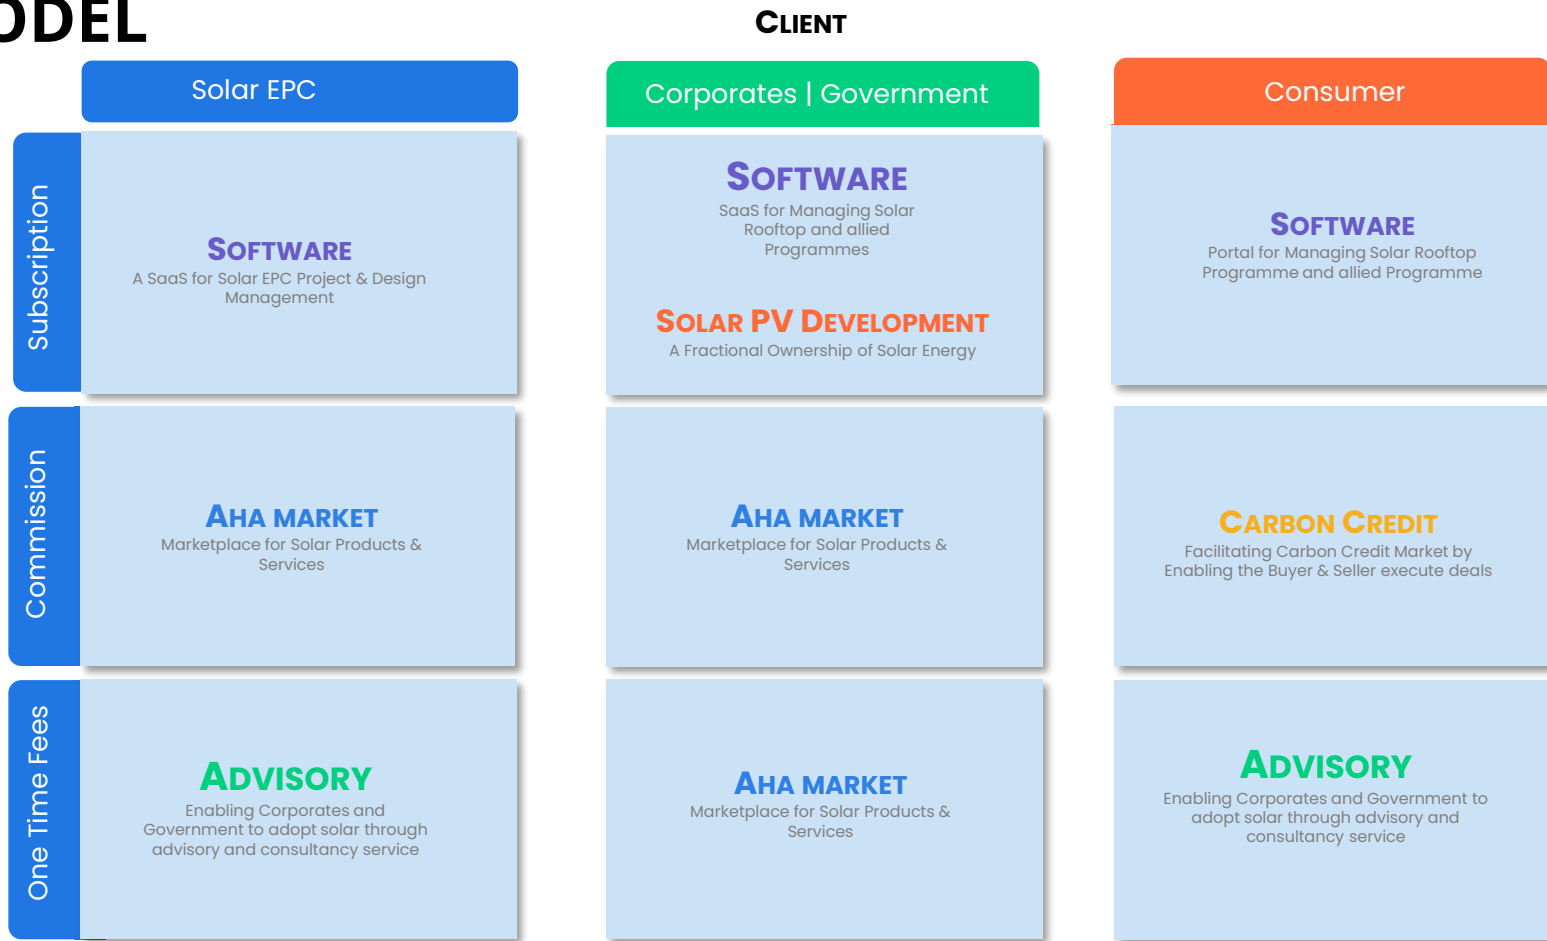 ODEL
CLIENT
Solar EPC
Corporates | Government
Consumer
Subscription
SOFTWARE
A SaaS for Solar EPC Project & Design
Management
SOFTWARE
SaaS for Managing Solar
Rooftop and allied
Programmes
SOLAR PV DEVELOPMENT
A Fractional Ownership of Solar Energy
SOFTWARE
Portal for Managing Solar Rooftop
Programme and allied Programme
Commission
AHA MARKET
Marketplace for Solar Products &
Services
AHA MARKET
Marketplace for Solar Products &
Services
CARBON CREDIT
Facilitating Carbon Credit Market by
Enabling the Buyer & Seller execute deals
One Time Fees
ADVISORY
Enabling Corporates and
Government to adopt solar through
advisory and consultancy service
AHA MARKET
Marketplace for Solar Products &
Services
ADVISORY
Enabling Corporates and Government to
adopt solar through advisory and
consultancy service